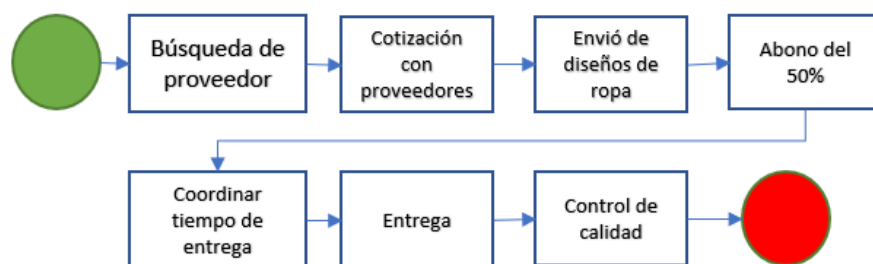 Búsqueda de
proveedor
Cotización
con
proveedores
Envió de
diseños de
ropa
Abono del
50%
Coordinar
tiempo de
entrega
Entrega
Control de
calidad